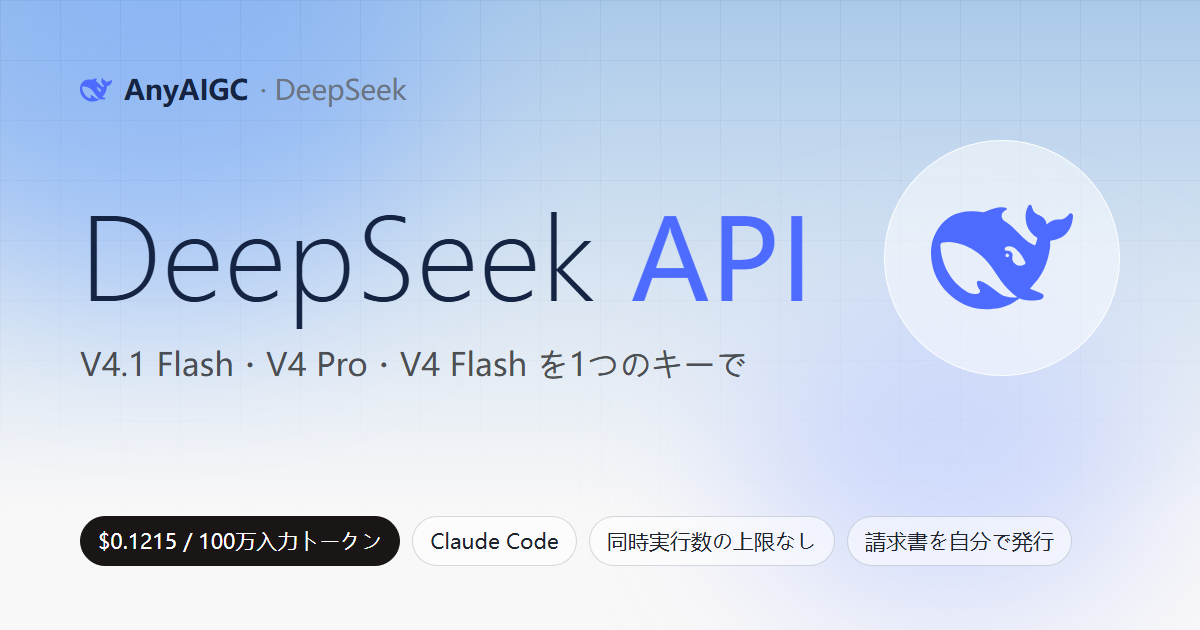 AnyAIGC · DeepSeek
DeepSeek API
V4.1 Flash · V4 Pro · V4 Flash を1つのキーで
$0.1215 / 100万入力トークン
Claude Code
同時実行数の上限なし
請求書を自分で発行